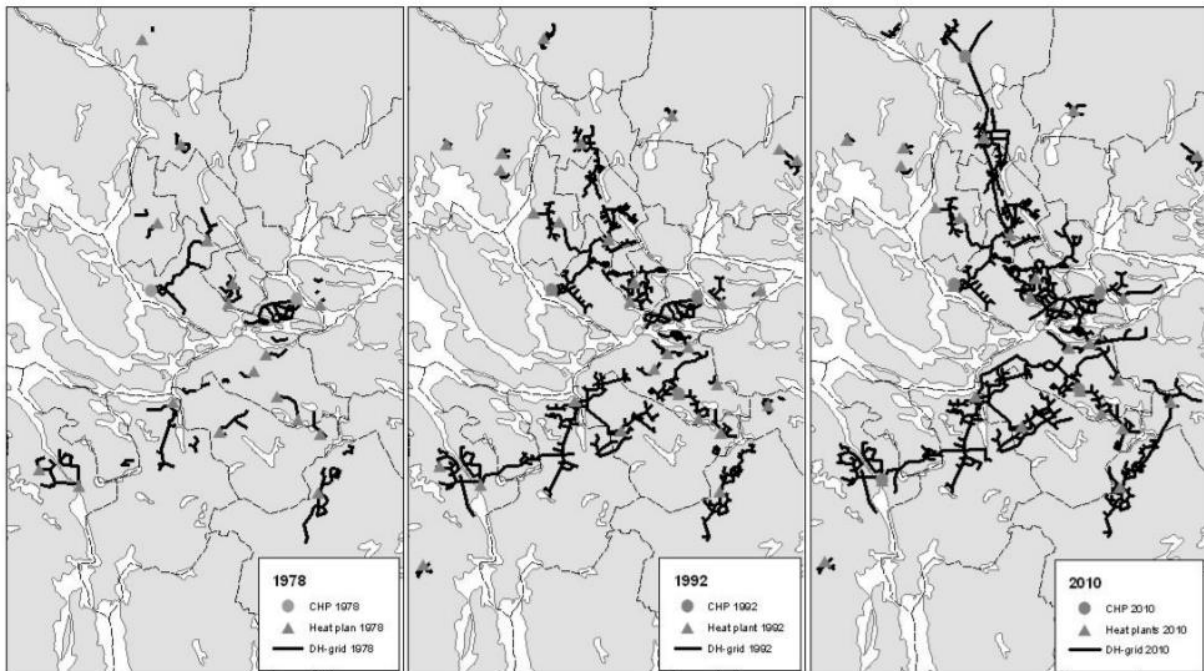 1978
CHP 1978
Heat plan 1978
DH-grid 1978
1992
CHP 1992
Heat plant 1992
DH-grid 1992
2010
CHP 2010
Heat plants 2010
DH-grid 2010